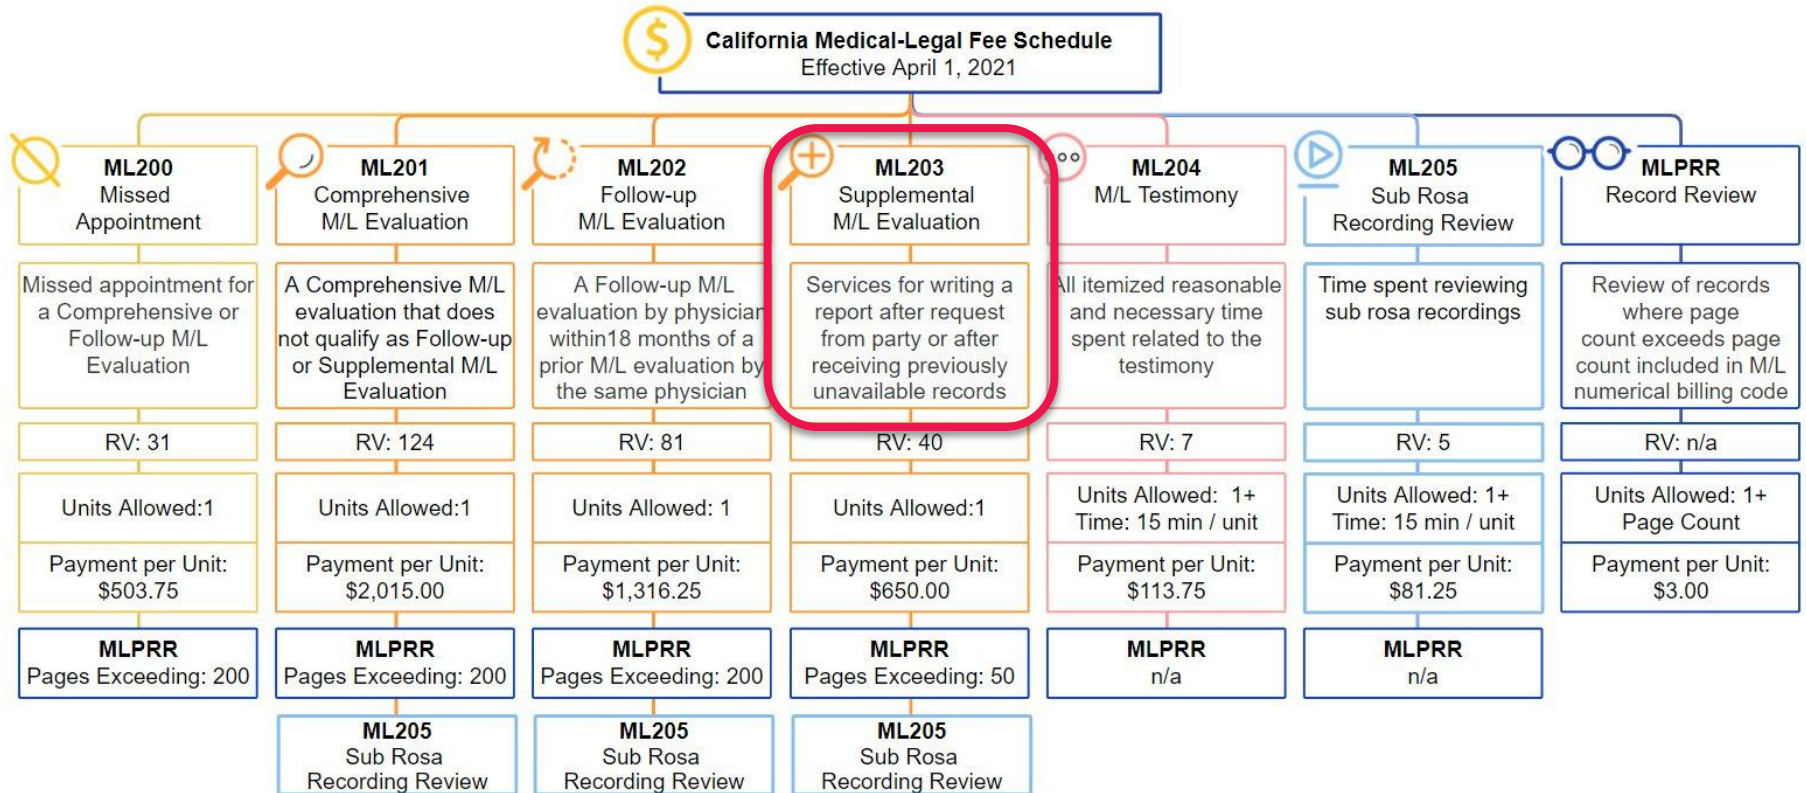 California Medical-Legal Fee Schedule
Effective April 1, 2021
ML200
Missed
Appointment
Missed appointment for
a Comprehensive or
Follow-up M/L
Evaluation
RV: 31
Units Allowed:1
Payment per Unit:
$503.75
MLPRR
Pages Exceeding: 200
ML201
Comprehensive
M/L Evaluation
A Comprehensive M/L
evaluation that does
not qualify as Follow-up
or Supplemental M/L
Evaluation
RV: 124
Units Allowed:1
Payment per Unit:
$2,015.00
MLPRR
Pages Exceeding: 200
ML205
Sub Rosa
Recording Review
ML202
Follow-up
M/L Evaluation
A Follow-up M/L
evaluation by physician
within18 months of a
prior M/L evaluation by
the same physician
RV: 81
Units Allowed: 1
Payment per Unit:
$1,316.25
MLPRR
Pages Exceeding: 200
ML205
Sub Rosa
Recording Review
ML203
Supplemental
M/L Evaluation
Services for writing a
report after request
from party or after
receiving previously
unavailable records
RV: 40
Units Allowed:1
Payment per Unit:
$650.00
MLPRR
Pages Exceeding: 50
ML205
Sub Rosa
Recording Review
ML204
M/L Testimony
All itemized reasonable
and necessary time
spent related to the
testimony
RV: 7
Units Allowed: 1+
Time: 15 min / unit
Payment per Unit:
$113.75
MLPRR
n/a
ML205
Sub Rosa
Recording Review
Time spent reviewing
sub rosa recordings
RV: 5
Units Allowed: 1+
Time: 15 min / unit
Payment per Unit:
$81.25
MLPRR
n/a
MLPRR
Record Review
Review of records
where page
count exceeds page
count included in M/L
numerical billing code
RV: n/a
Units Allowed: 1+
Page Count
Payment per Unit:
$3.00